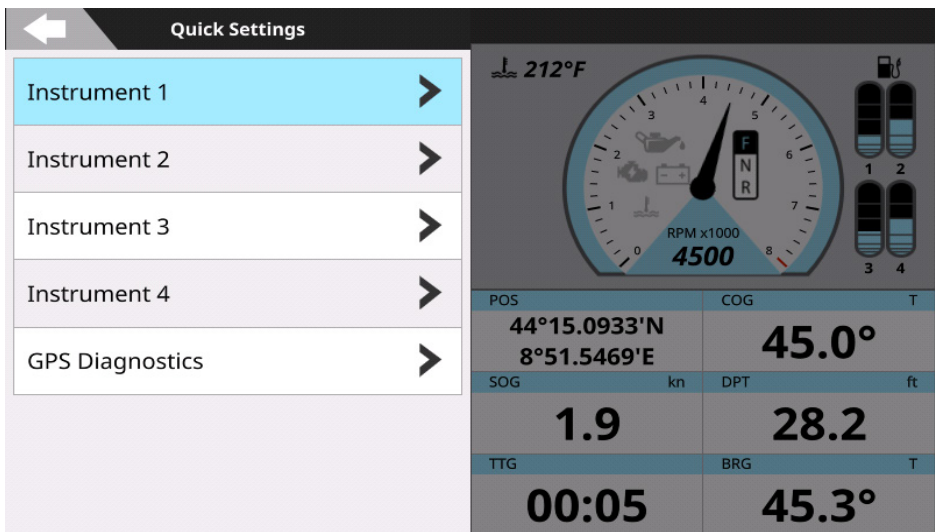 Quick Settings
Instrument 1
Instrument 2
Instrument 3
Instrument 4
GPS Diagnostics
212°F
0
1
2
3
4
5
6
7
8
F
N
R
RPM x1000
4500
1 2
3 4
POS
44°15.0933'N
8°51.5469'E
COG T
45.0°
SOG kn
1.9
DPT ft
28.2
TTG
00:05
BRG T
45.3°